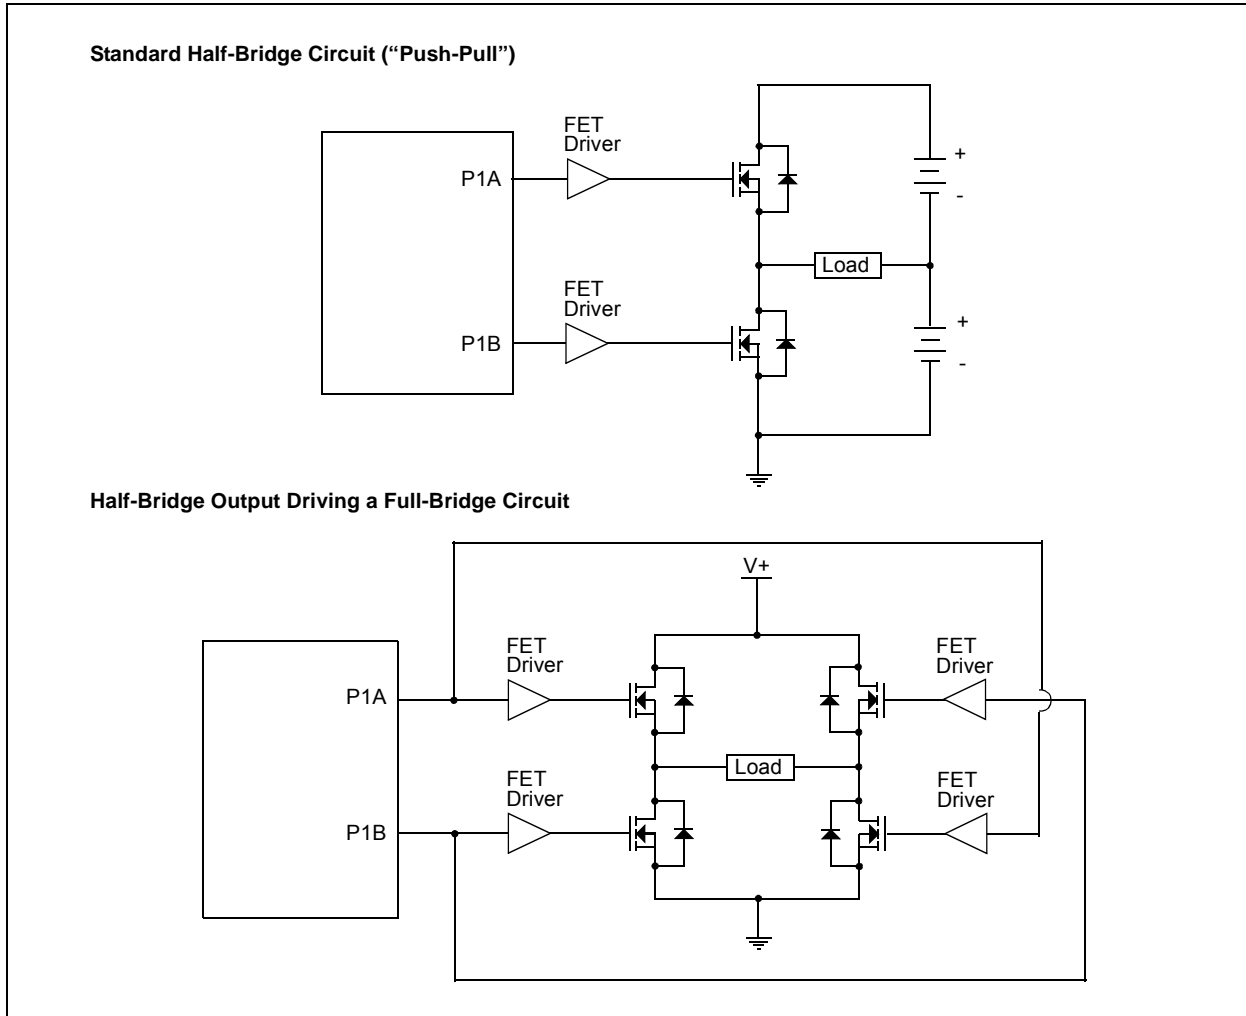 Standard Half-Bridge Circuit (“Push-Pull”)
FET
Driver
P1A
+
-
Load
FET
Driver
P1B
+
-
Half-Bridge Output Driving a Full-Bridge Circuit
V+
FET
Driver
FET
Driver
P1A
Load
FET
Driver
FET
Driver
P1B